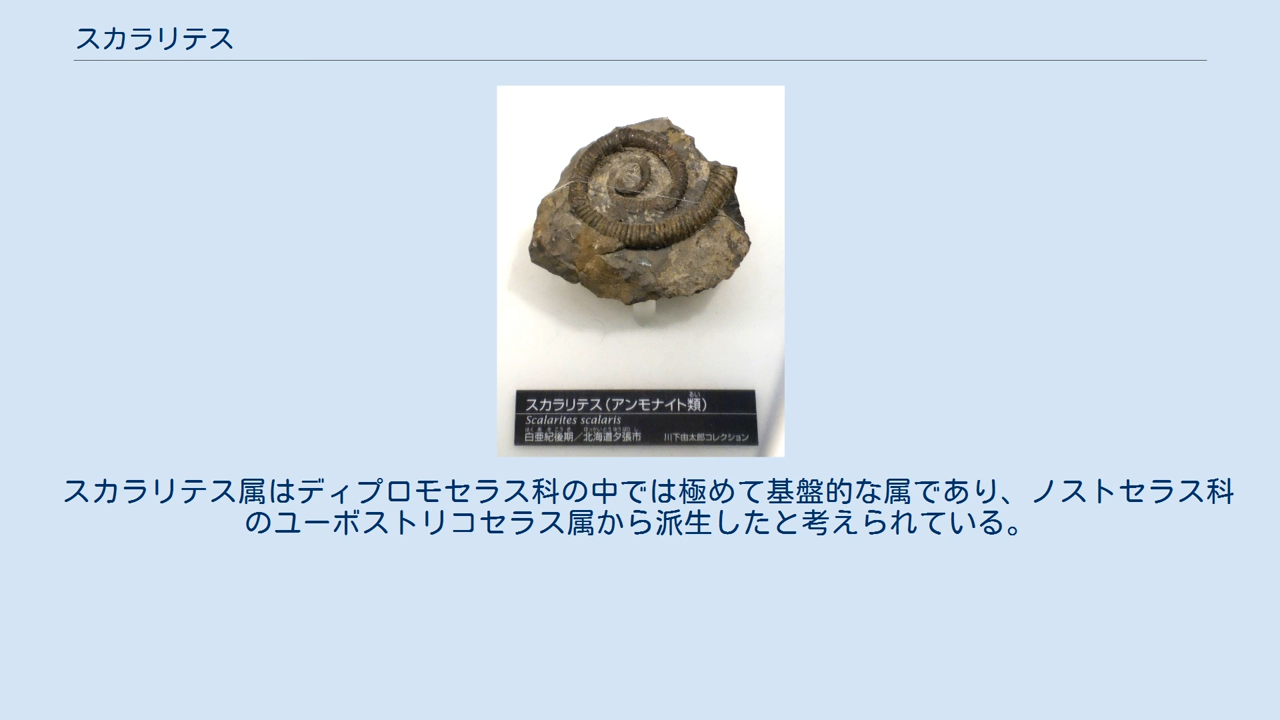 スカラリテス
スカラリテス(アンモナイト類)
Scalarites scalaris
白亜紀後期/北海道夕張市 川下由太郎コレクション
スカラリテス属はディプロモセラス科の中では極めて基盤的な属であり、ノストセラス科
のユーボストリコセラス属から派生したと考えられている。